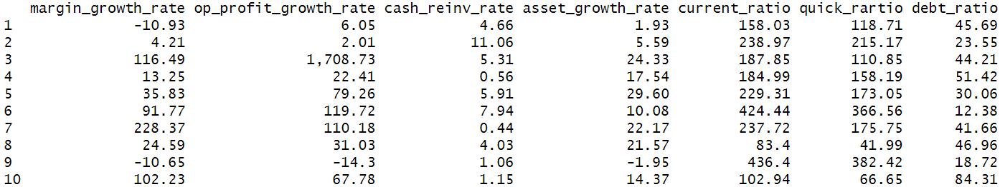 margin_growth_rate op_profit_growth_rate cash_reinv_rate asset_growth_rate current_ratio quick_rartio debt_ratio
1 -10.93 6.05 4.66 1.93 158.03 118.71 45.69
2 4.21 2.01 11.06 5.59 238.97 215.17 23.55
3 116.49 1,708.73 5.31 24.33 187.85 110.85 44.21
4 13.25 22.41 0.56 17.54 184.99 158.19 51.42
5 35.83 79.26 5.91 29.60 229.31 173.05 30.06
6 91.77 119.72 7.94 10.08 424.44 366.56 12.38
7 228.37 110.18 0.44 22.17 237.72 175.75 41.66
8 24.59 31.03 4.03 21.57 83.4 41.99 46.96
9 -10.65 -14.3 1.06 -1.95 436.4 382.42 18.72
10 102.23 67.78 1.15 14.37 102.94 66.65 84.31